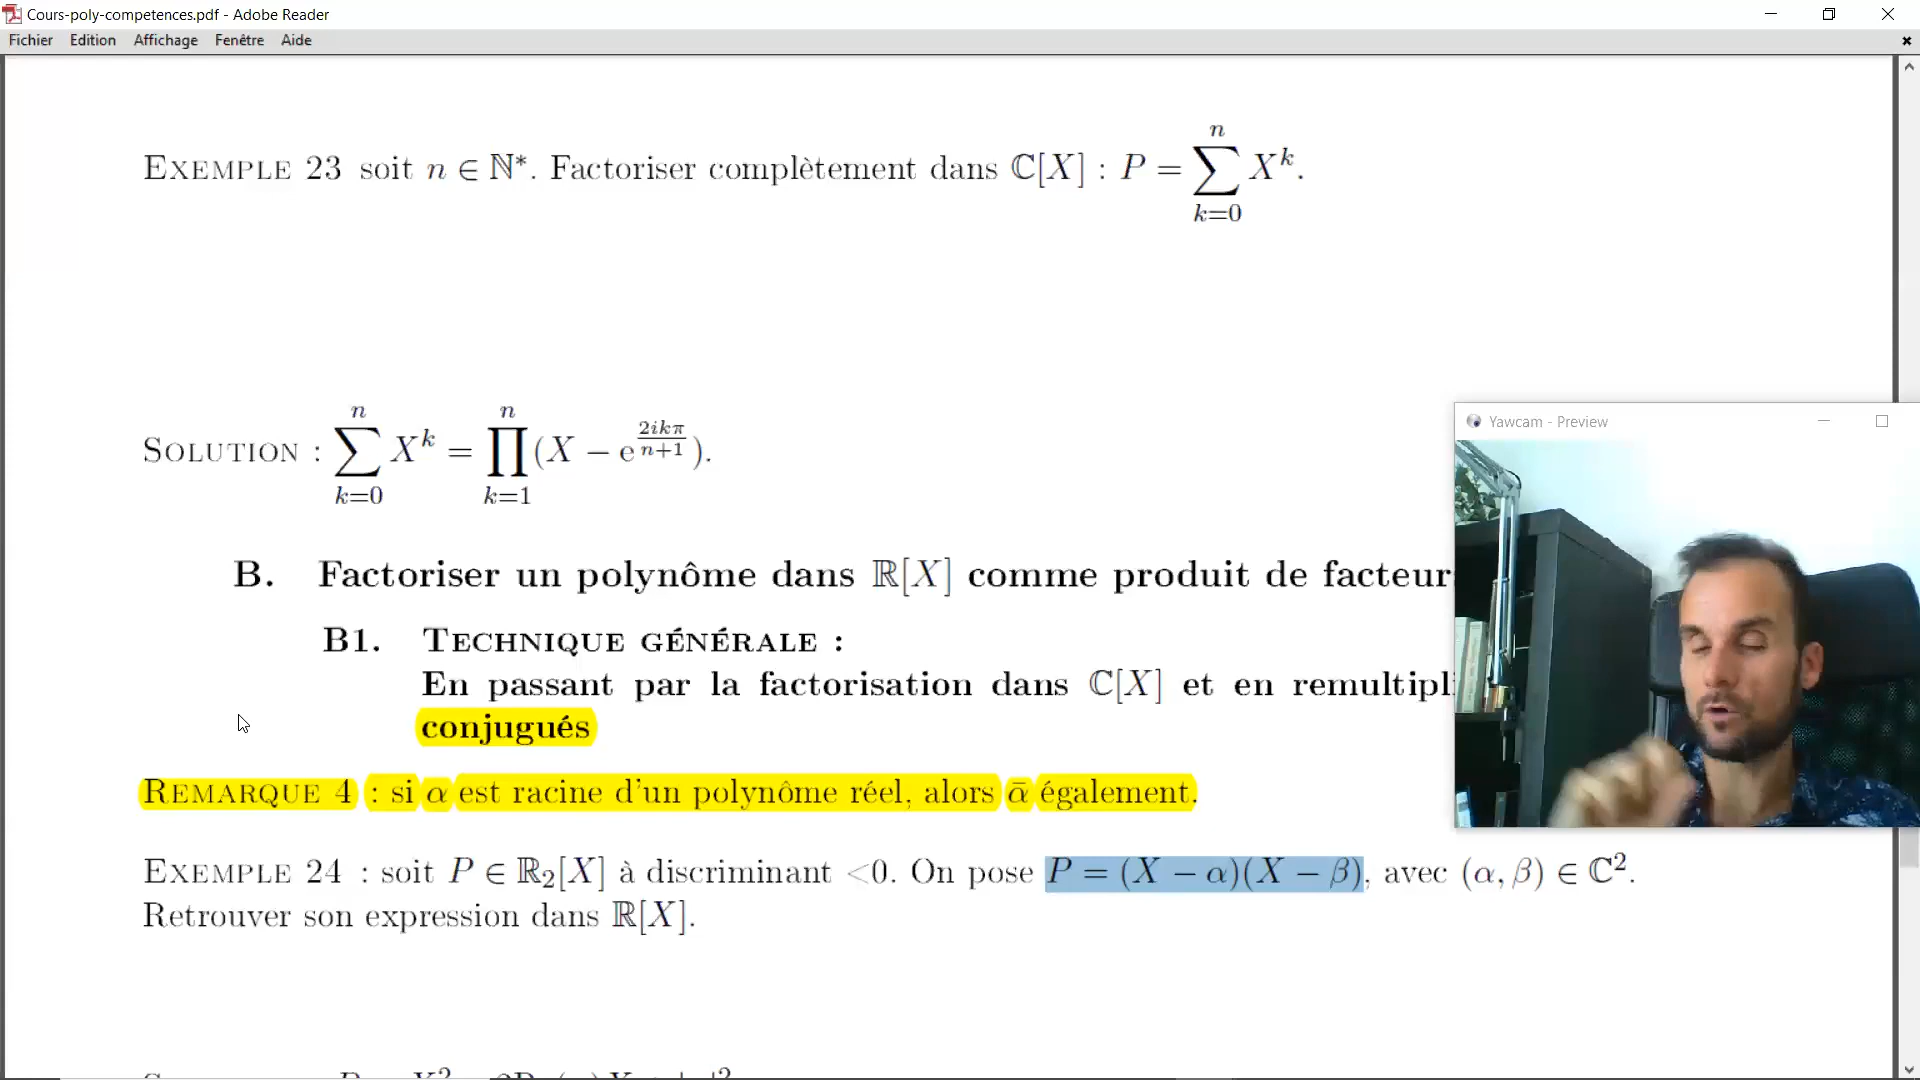 Cours-poly-competences.pdf - Adobe Reader
Fichier Edition Affichage Fenêtre Aide
EXEMPLE 23 soit n ∈ ℕ*. Factoriser complètement dans ℂ[X] : P = ∑_{k=0}^{n} X^k.
SOLUTION : ∑_{k=0}^{n} X^k = ∏_{k=1}^{n} (X − e^{2ikπ/(n+1)}).
Yawcam - Preview
B. Factoriser un polynôme dans ℝ[X] comme produit de facteur
B1. TECHNIQUE GÉNÉRALE :
En passant par la factorisation dans ℂ[X] et en remultipli
conjugués
REMARQUE 4 : si α est racine d'un polynôme réel, alors ᾱ également.
EXEMPLE 24 : soit P ∈ ℝ₂[X] à discriminant <0. On pose P = (X − α)(X − β), avec (α, β) ∈ ℂ².
Retrouver son expression dans ℝ[X].